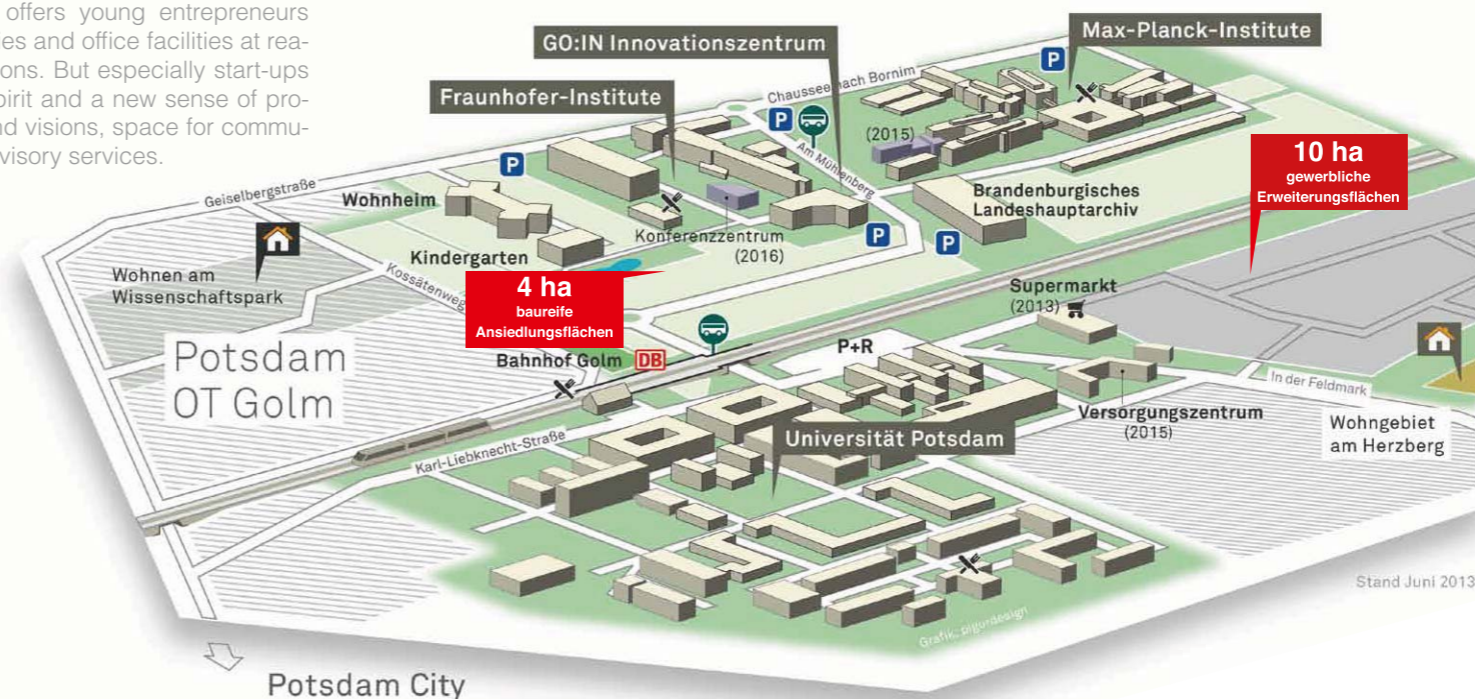 offers young entrepreneurs
es and office facilities at rea-
ons. But especially start-ups
pirit and a new sense of pro-
nd visions, space for commu-
visory services.
Max-Planck-Institute
GO:IN Innovationszentrum
P
Chaussee nach Bornim
Fraunhofer-Institute
P
(2015)
Am Mühlenberg
10 ha
gewerbliche
Erweiterungsflächen
P
Geiselbergstraße
Wohnheim
Brandenburgisches
Landeshauptarchiv
Konferenzzentrum
(2016)
P
P
Kindergarten
Wohnen am
Wissenschaftspark
Kossätenweg
4 ha
baureife
Ansiedlungsflächen
Supermarkt
(2013)
Potsdam
OT Golm
Bahnhof Golm DB
P+R
In der Feldmark
Versorgungszentrum
(2015)
Wohngebiet
am Herzberg
Universität Potsdam
Karl-Liebknecht-Straße
Stand Juni 2013
Grafik: pigurdesign
Potsdam City